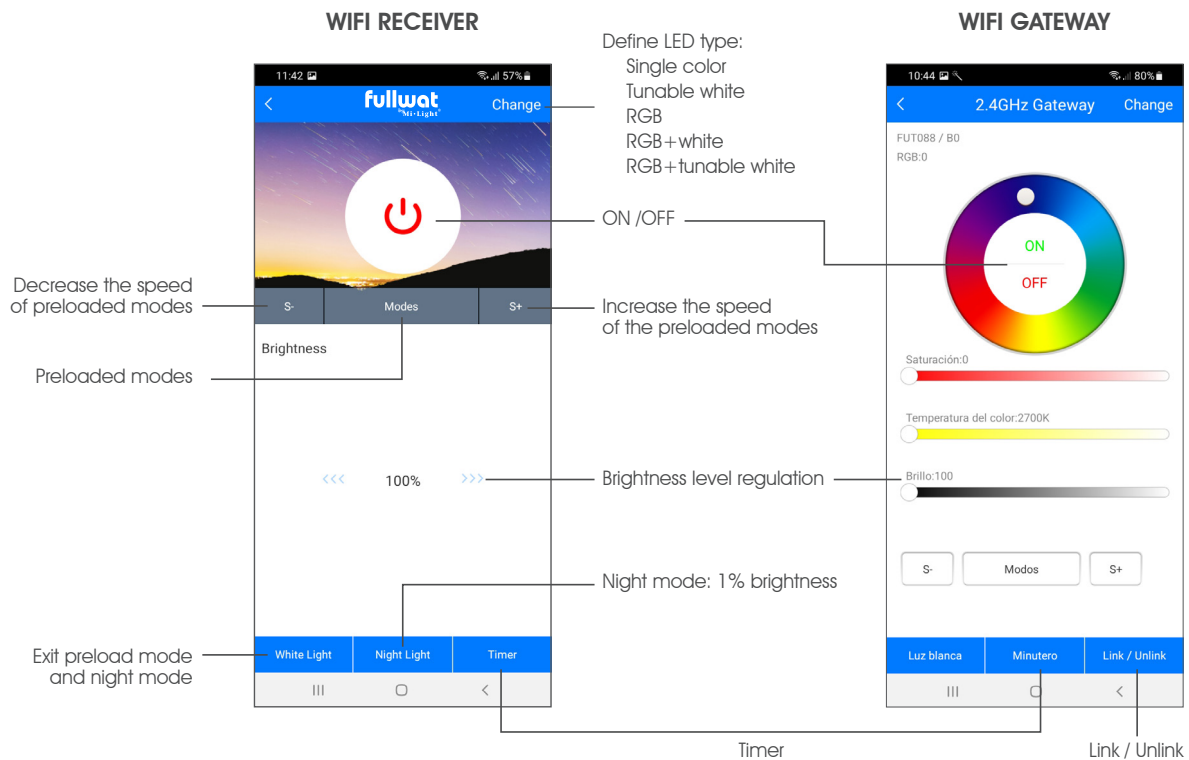 WIFI RECEIVER
WIFI GATEWAY
Define LED type:
Single color
Tunable white
RGB
RGB+white
RGB+tunable white
11:42
57%
fullwat
by Mi·Light
Change
10:44
80%
2.4GHz Gateway
Change
FUT088 / B0
RGB:0
ON /OFF
ON
OFF
Decrease the speed
of preloaded modes
S-
Modes
S+
Increase the speed
of the preloaded modes
Brightness
Preloaded modes
Saturación:0
Temperatura del color:2700K
<<<
100%
>>>
Brightness level regulation
Brillo:100
S-
Modos
S+
Night mode: 1% brightness
Exit preload mode
and night mode
White Light
Night Light
Timer
Luz blanca
Minutero
Link / Unlink
Timer
Link / Unlink